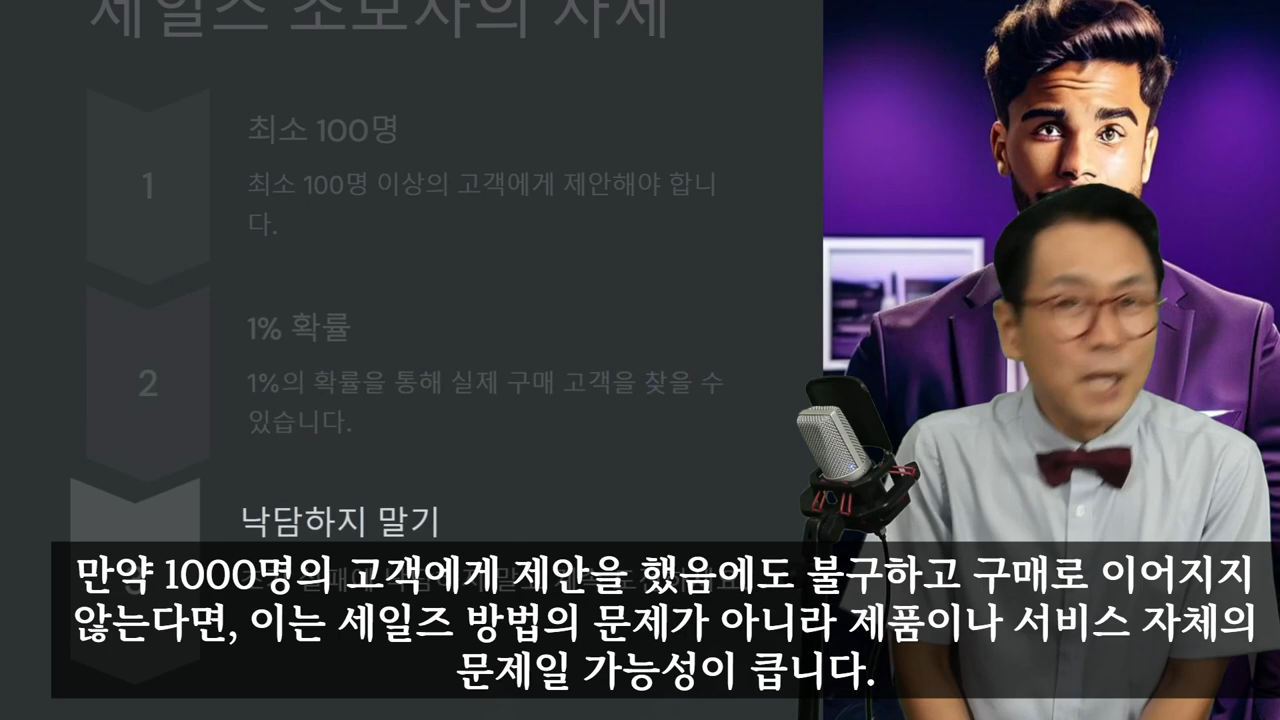 세일즈 초보자의 자세
1
최소 100명
최소 100명 이상의 고객에게 제안해야 합니
다.
2
1% 확률
1%의 확률을 통해 실제 구매 고객을 찾을 수
있습니다.
낙담하지 말기
만약 1000명의 고객에게 제안을 했음에도 불구하고 구매로 이어지지
않는다면, 이는 세일즈 방법의 문제가 아니라 제품이나 서비스 자체의
문제일 가능성이 큽니다.